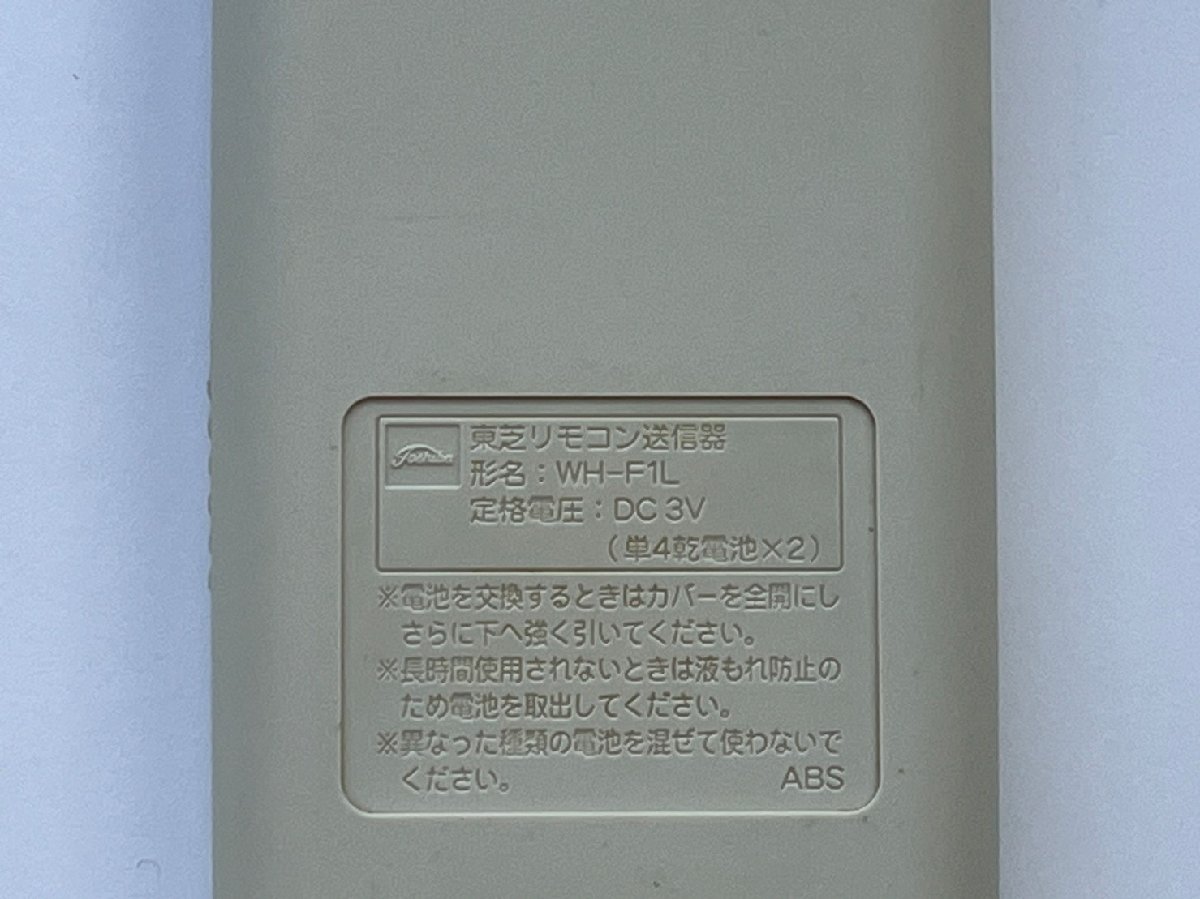 Toshiba
東芝リモコン送信器
形名：WH-F1L
定格電圧：DC 3V
（単4乾電池×2）
※電池を交換するときはカバーを全開にし
さらに下へ強く引いてください。
※長時間使用されないときは液もれ防止の
ため電池を取出してください。
※異なった種類の電池を混ぜて使わないで
ください。
ABS